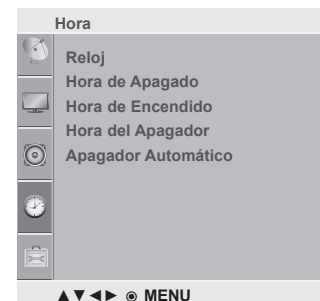 Hora
Reloj
Hora de Apagado
Hora de Encendido
Hora del Apagador
Apagador Automático
▲▼◄► ◉ MENU